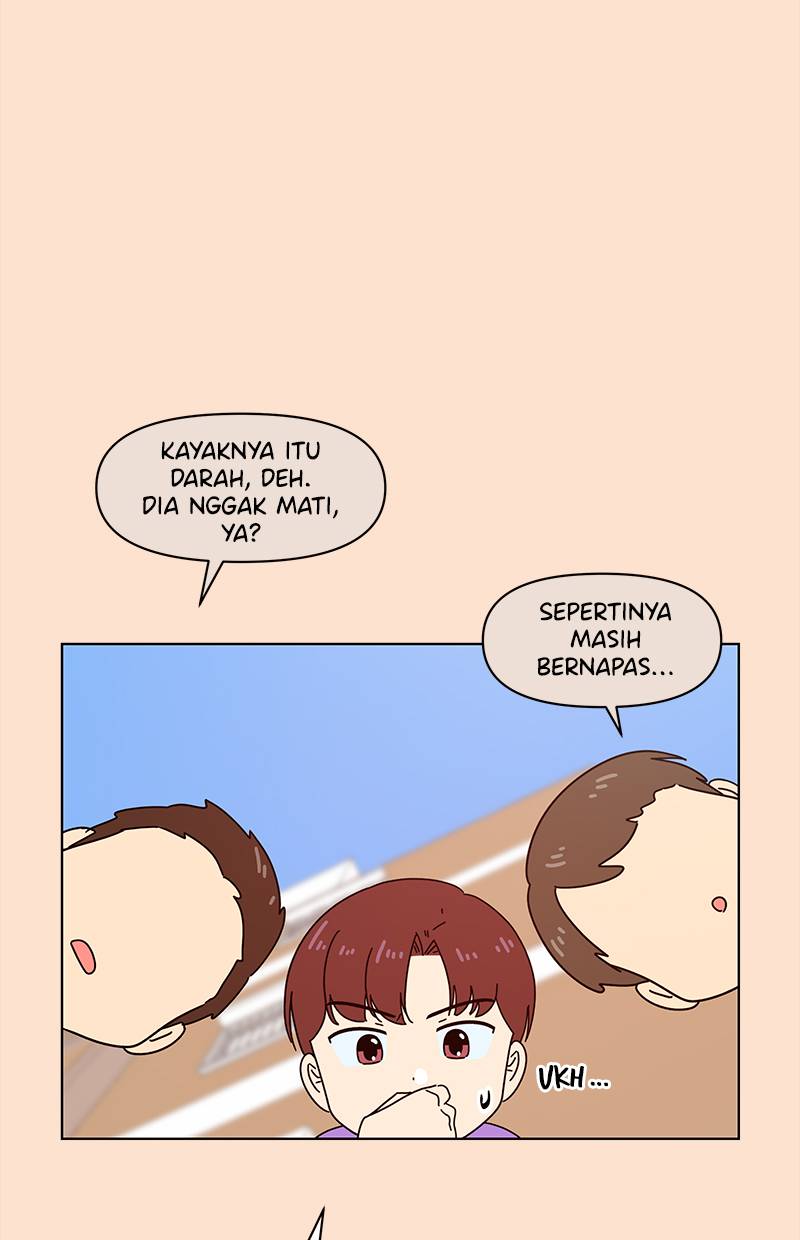 KAYAKNYA ITU
DARAH, DEH.
DIA NGGAK MATI,
YA?
SEPERTINYA
MASIH
BERNAPAS...
UKH...